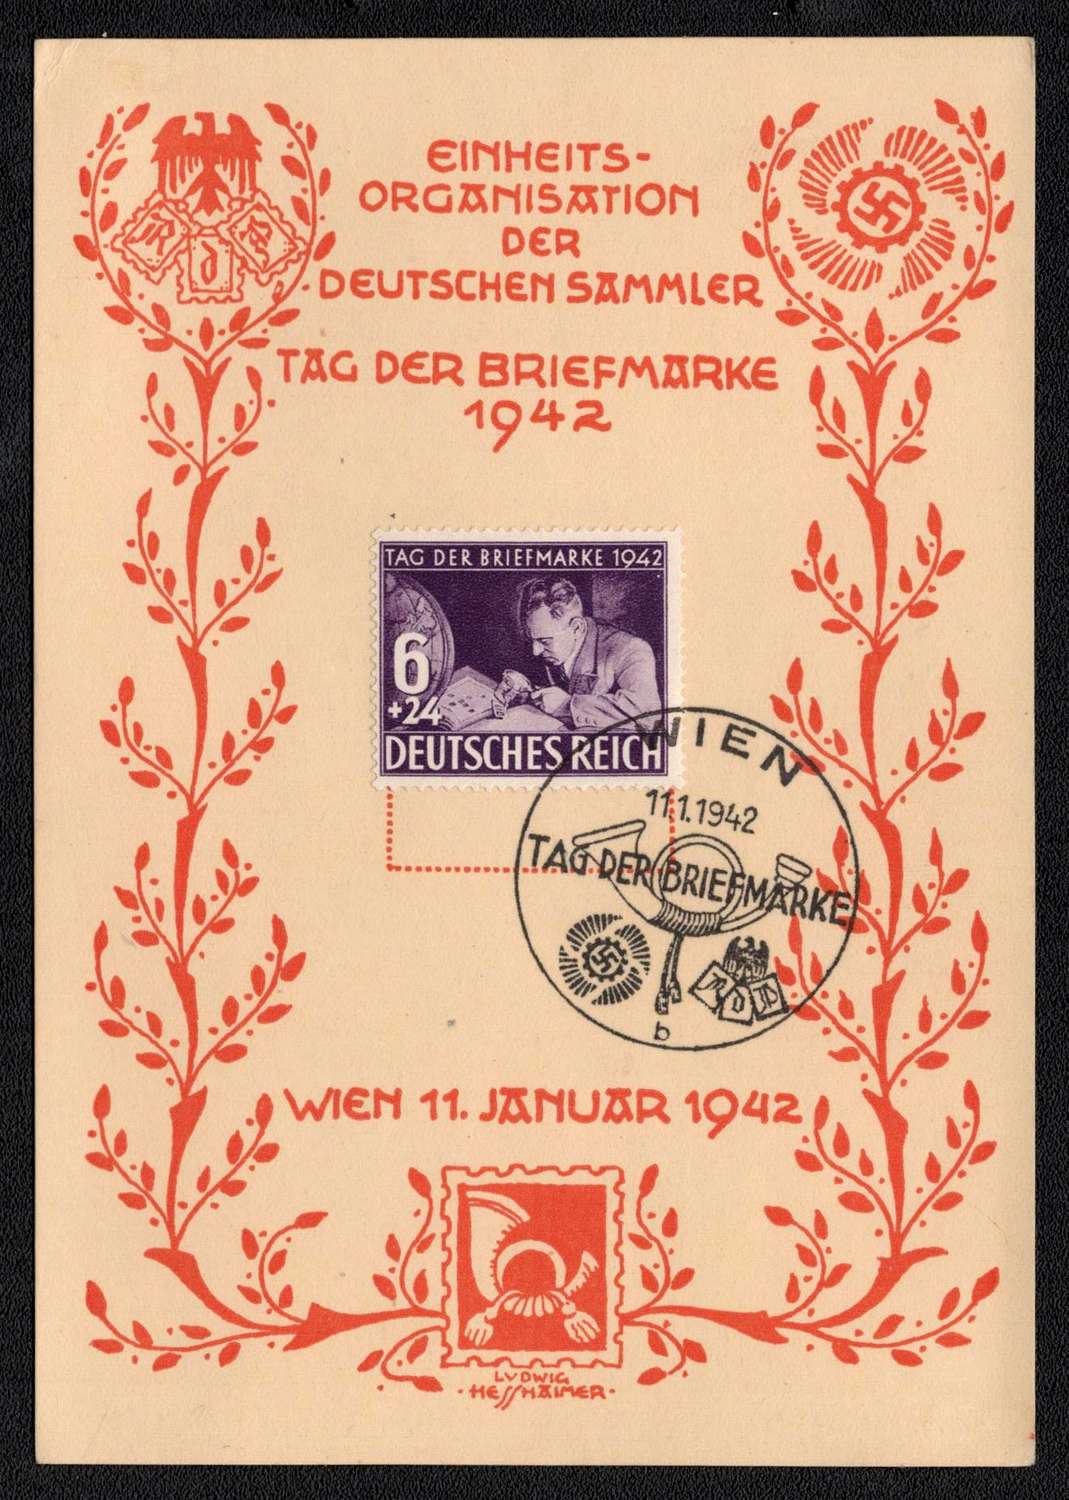 EINHEITS-
ORGANISATION
DER
DEUTSCHEN SAMMLER
TAG DER BRIEFMARKE
1942
R d P
TAG DER BRIEFMARKE 1942
6
+24
DEUTSCHES REICH
WIEN
11.1.1942
TAG DER BRIEFMARKE
R d P
b
WIEN 11. JANUAR 1942
LVDWIG
·HESSHAIMER·